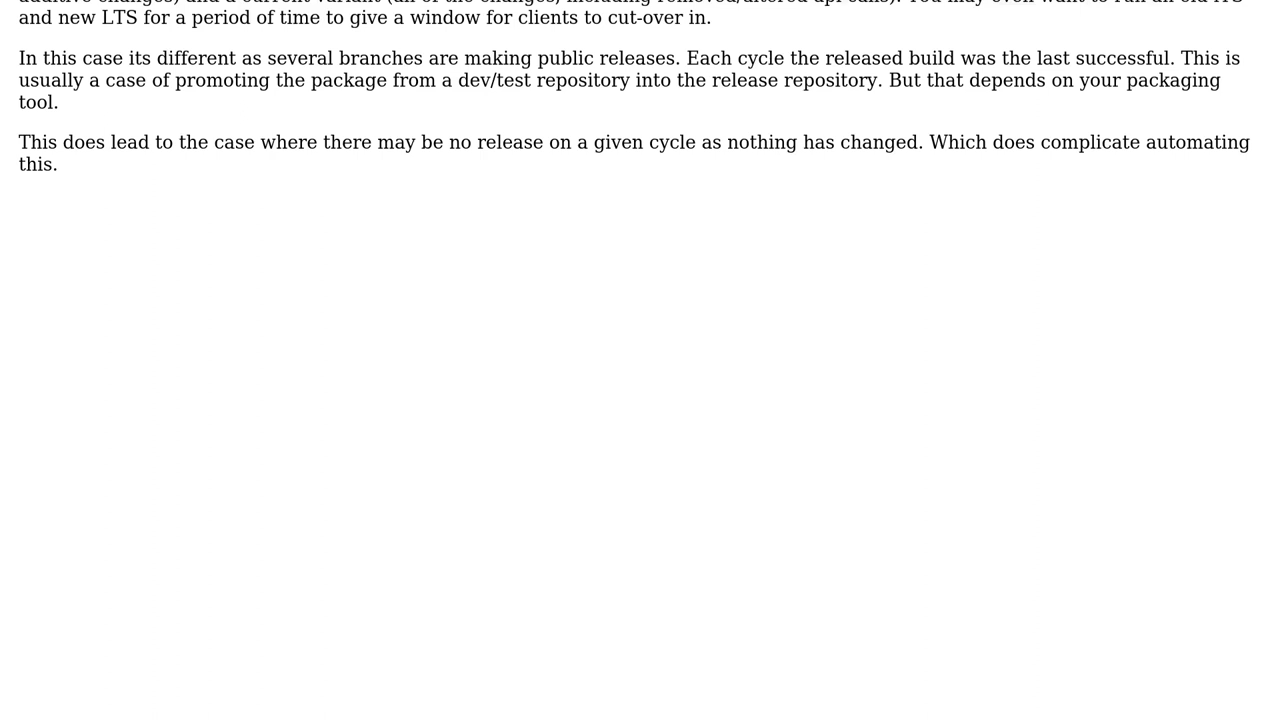 and new LTS for a period of time to give a window for clients to cut-over in.
In this case its different as several branches are making public releases. Each cycle the released build was the last successful. This is
usually a case of promoting the package from a dev/test repository into the release repository. But that depends on your packaging
tool.
This does lead to the case where there may be no release on a given cycle as nothing has changed. Which does complicate automating
this.